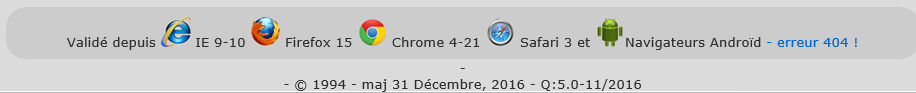 Validé depuis IE 9-10 Firefox 15 Chrome 4-21 Safari 3 et Navigateurs Androïd - erreur 404 !
-
- © 1994 - maj 31 Décembre, 2016 - Q:5.0-11/2016